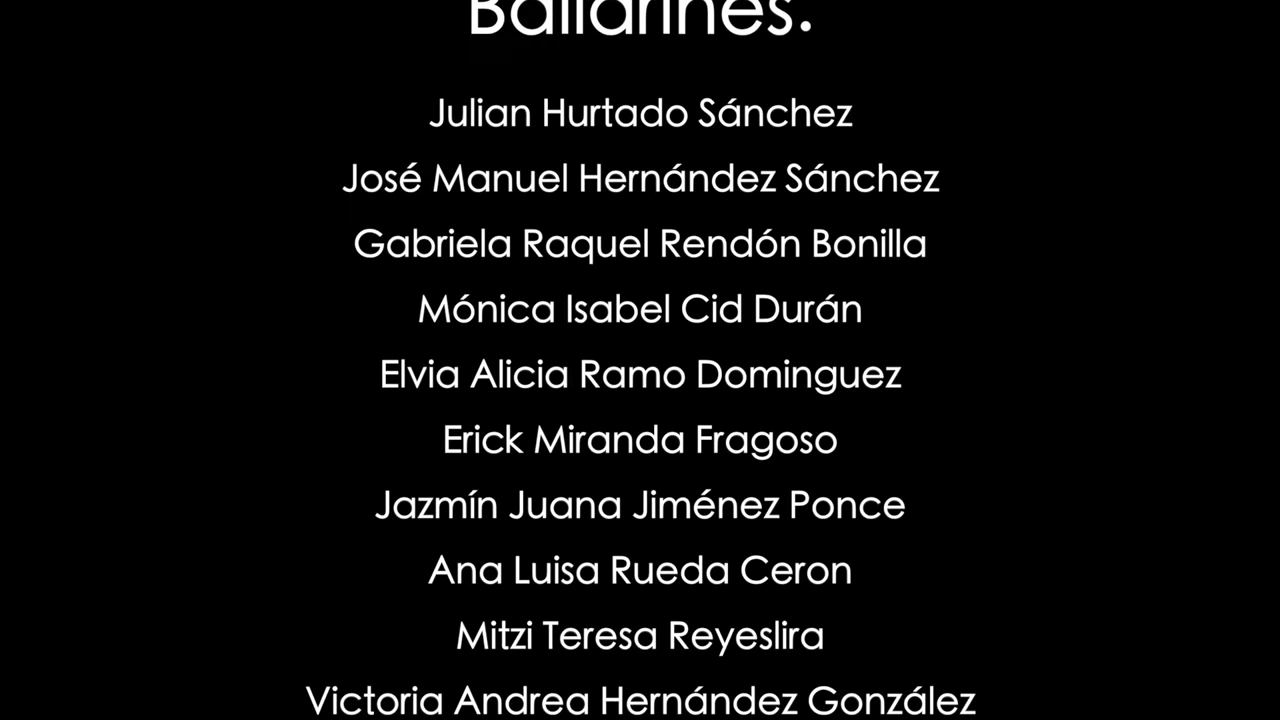 Bailarines.
Julian Hurtado Sánchez
José Manuel Hernández Sánchez
Gabriela Raquel Rendón Bonilla
Mónica Isabel Cid Durán
Elvia Alicia Ramo Dominguez
Erick Miranda Fragoso
Jazmín Juana Jiménez Ponce
Ana Luisa Rueda Ceron
Mitzi Teresa Reyeslira
Victoria Andrea Hernández González